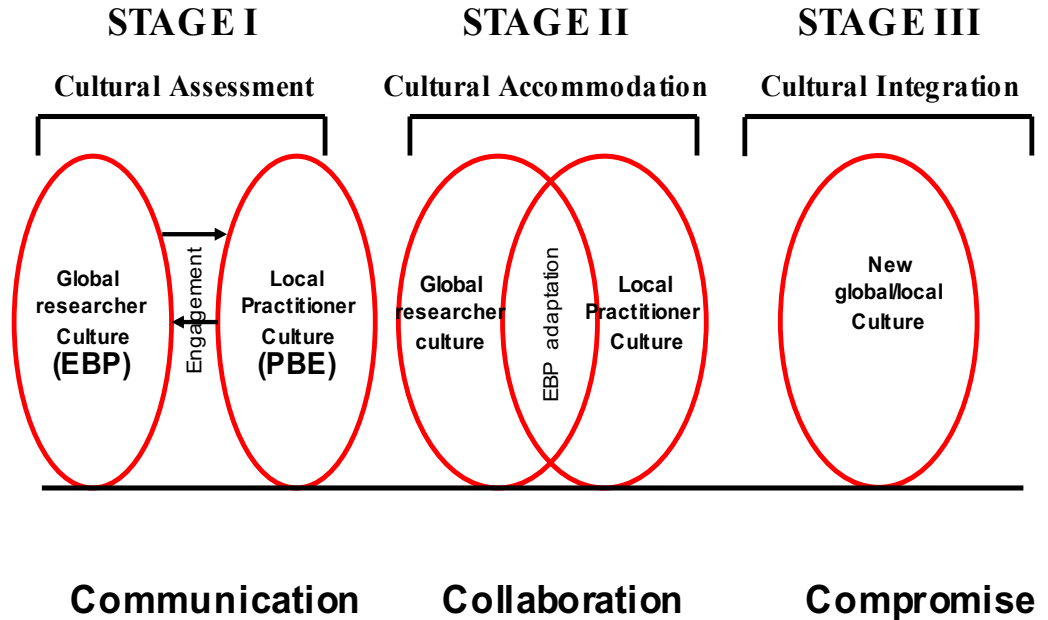 STAGE I
STAGE II
STAGE III
Cultural Assessment
Cultural Accommodation
Cultural Integration
Global
researcher
Culture
(EBP)
Engagement
Local
Practitioner
Culture
(PBE)
Global
researcher
culture
EBP adaptation
Local
Practitioner
Culture
New
global/local
Culture
Communication
Collaboration
Compromise